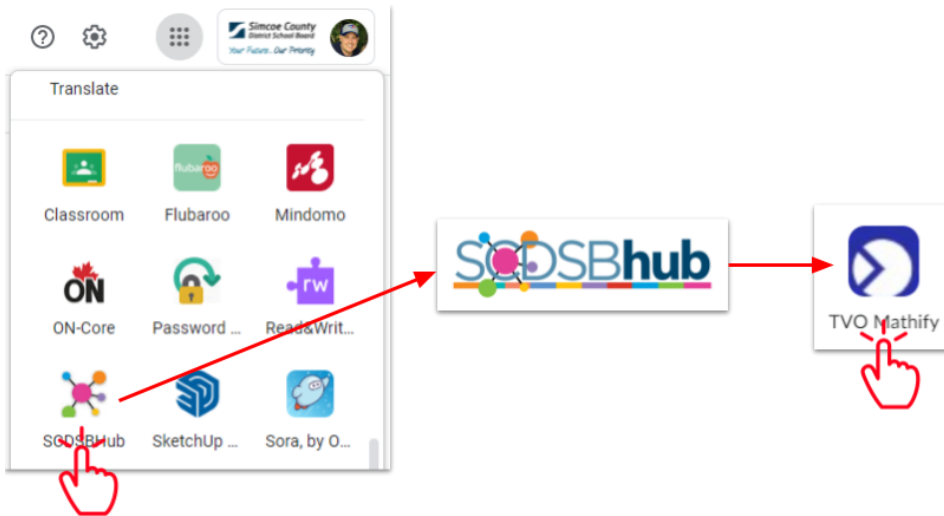 Simcoe County
District School Board
Your Future. Our Priority
Translate
flubaroo
Classroom
Flubaroo
Mindomo
ON
rw
ON-Core
Password ...
Read&Writ...
SCDSBHub
SketchUp ...
Sora, by O...
SCDSBhub
TVO Mathify